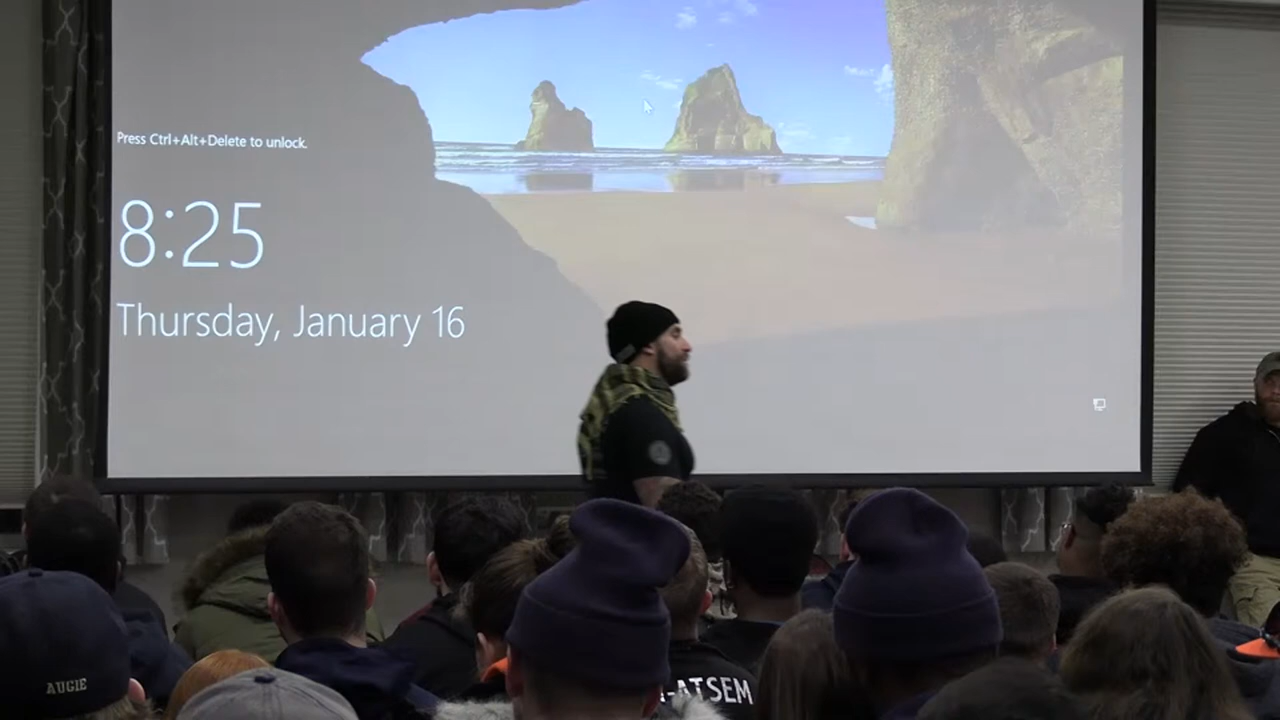 Press Ctrl+Alt+Delete to unlock.
8:25
Thursday, January 16
AUGIE
-ATSEM